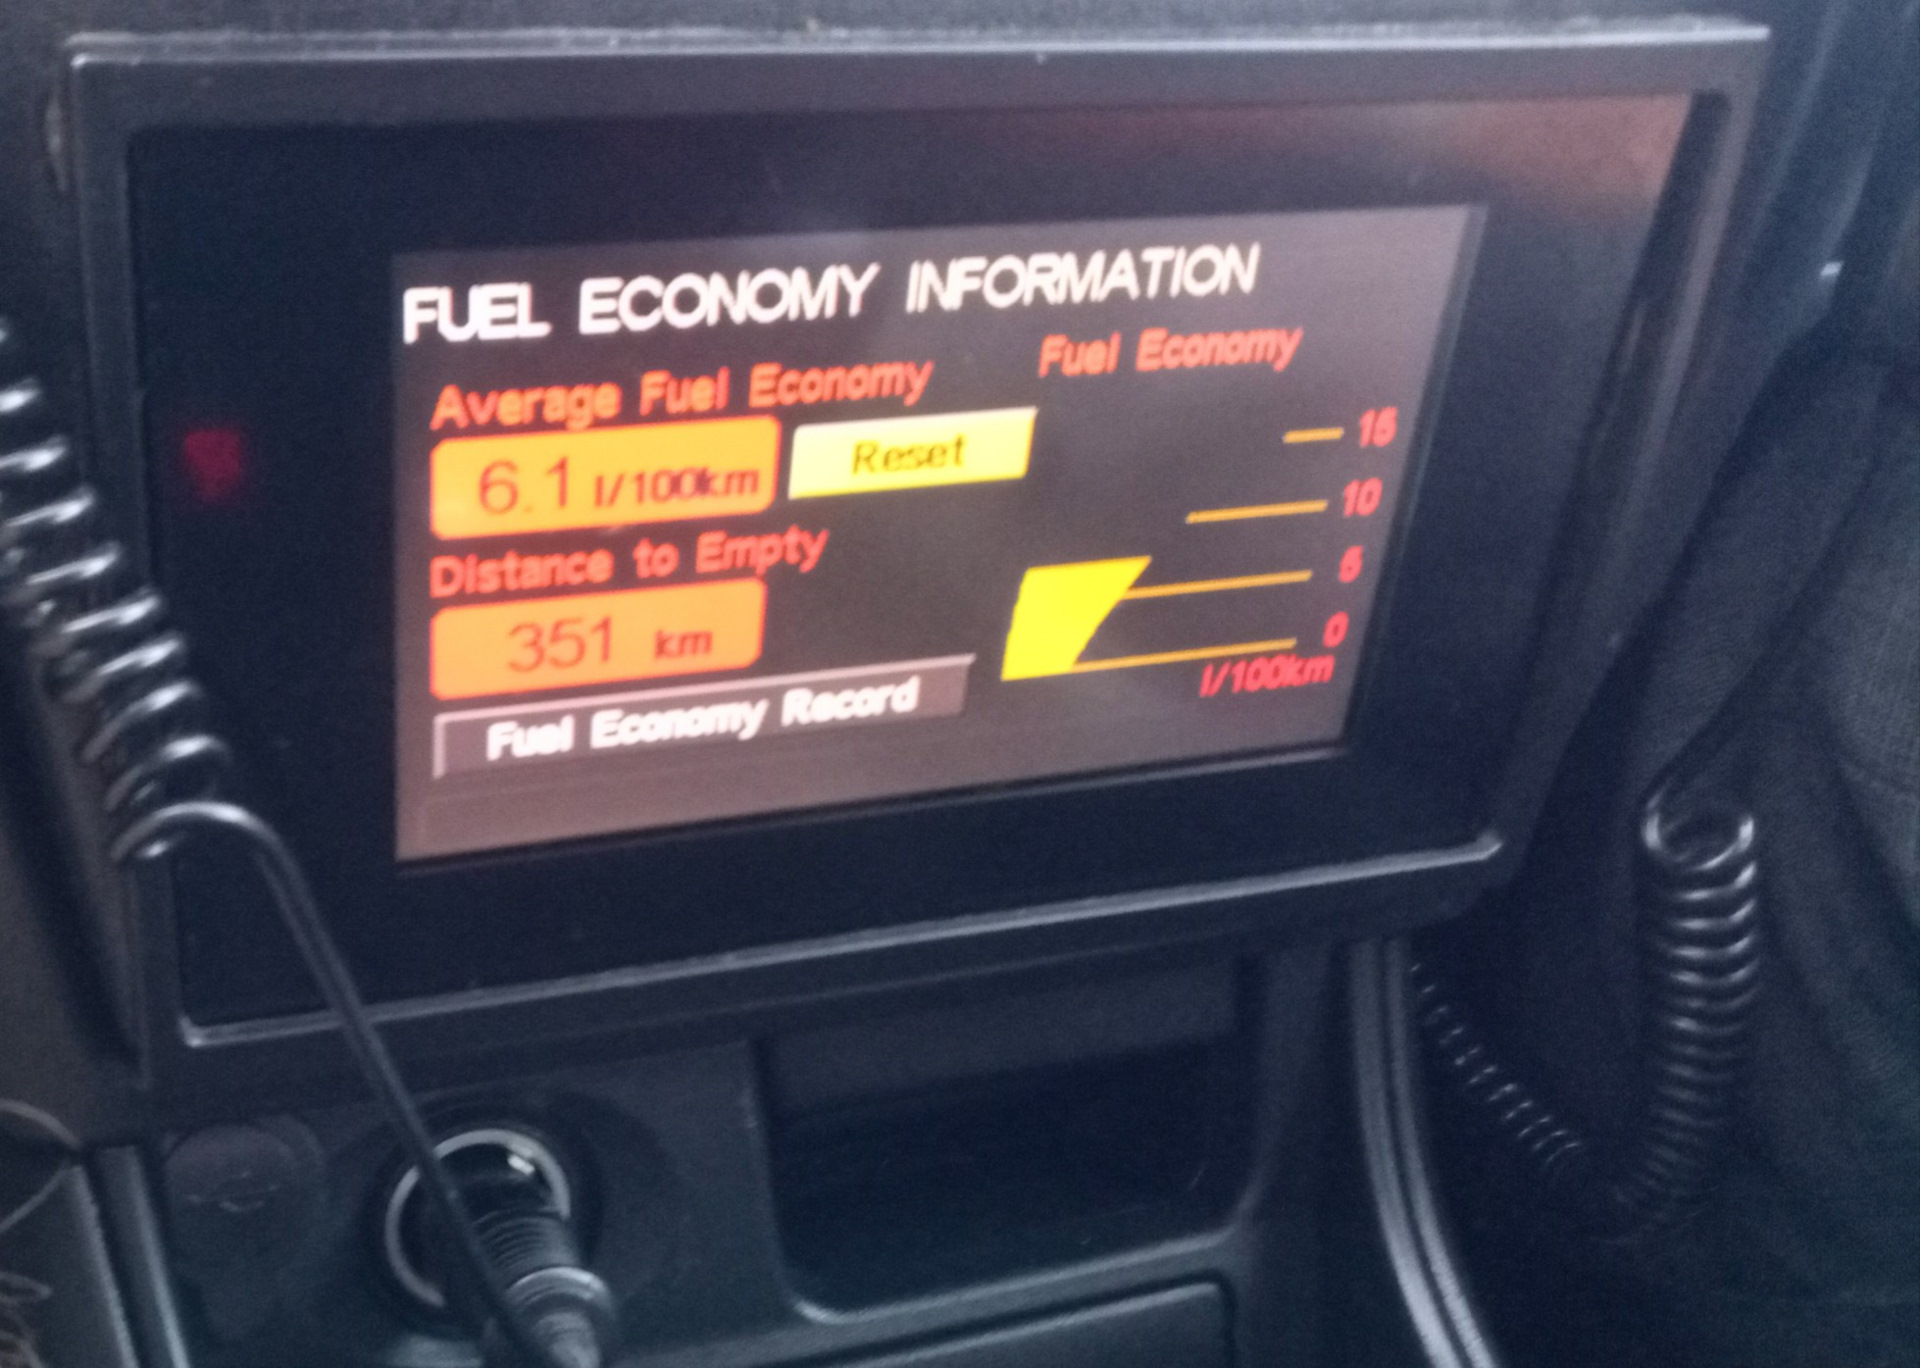 FUEL ECONOMY INFORMATION
Average Fuel Economy
6.1 l/100km
Reset
Distance to Empty
351 km
Fuel Economy Record
Fuel Economy
15
10
5
0
l/100km